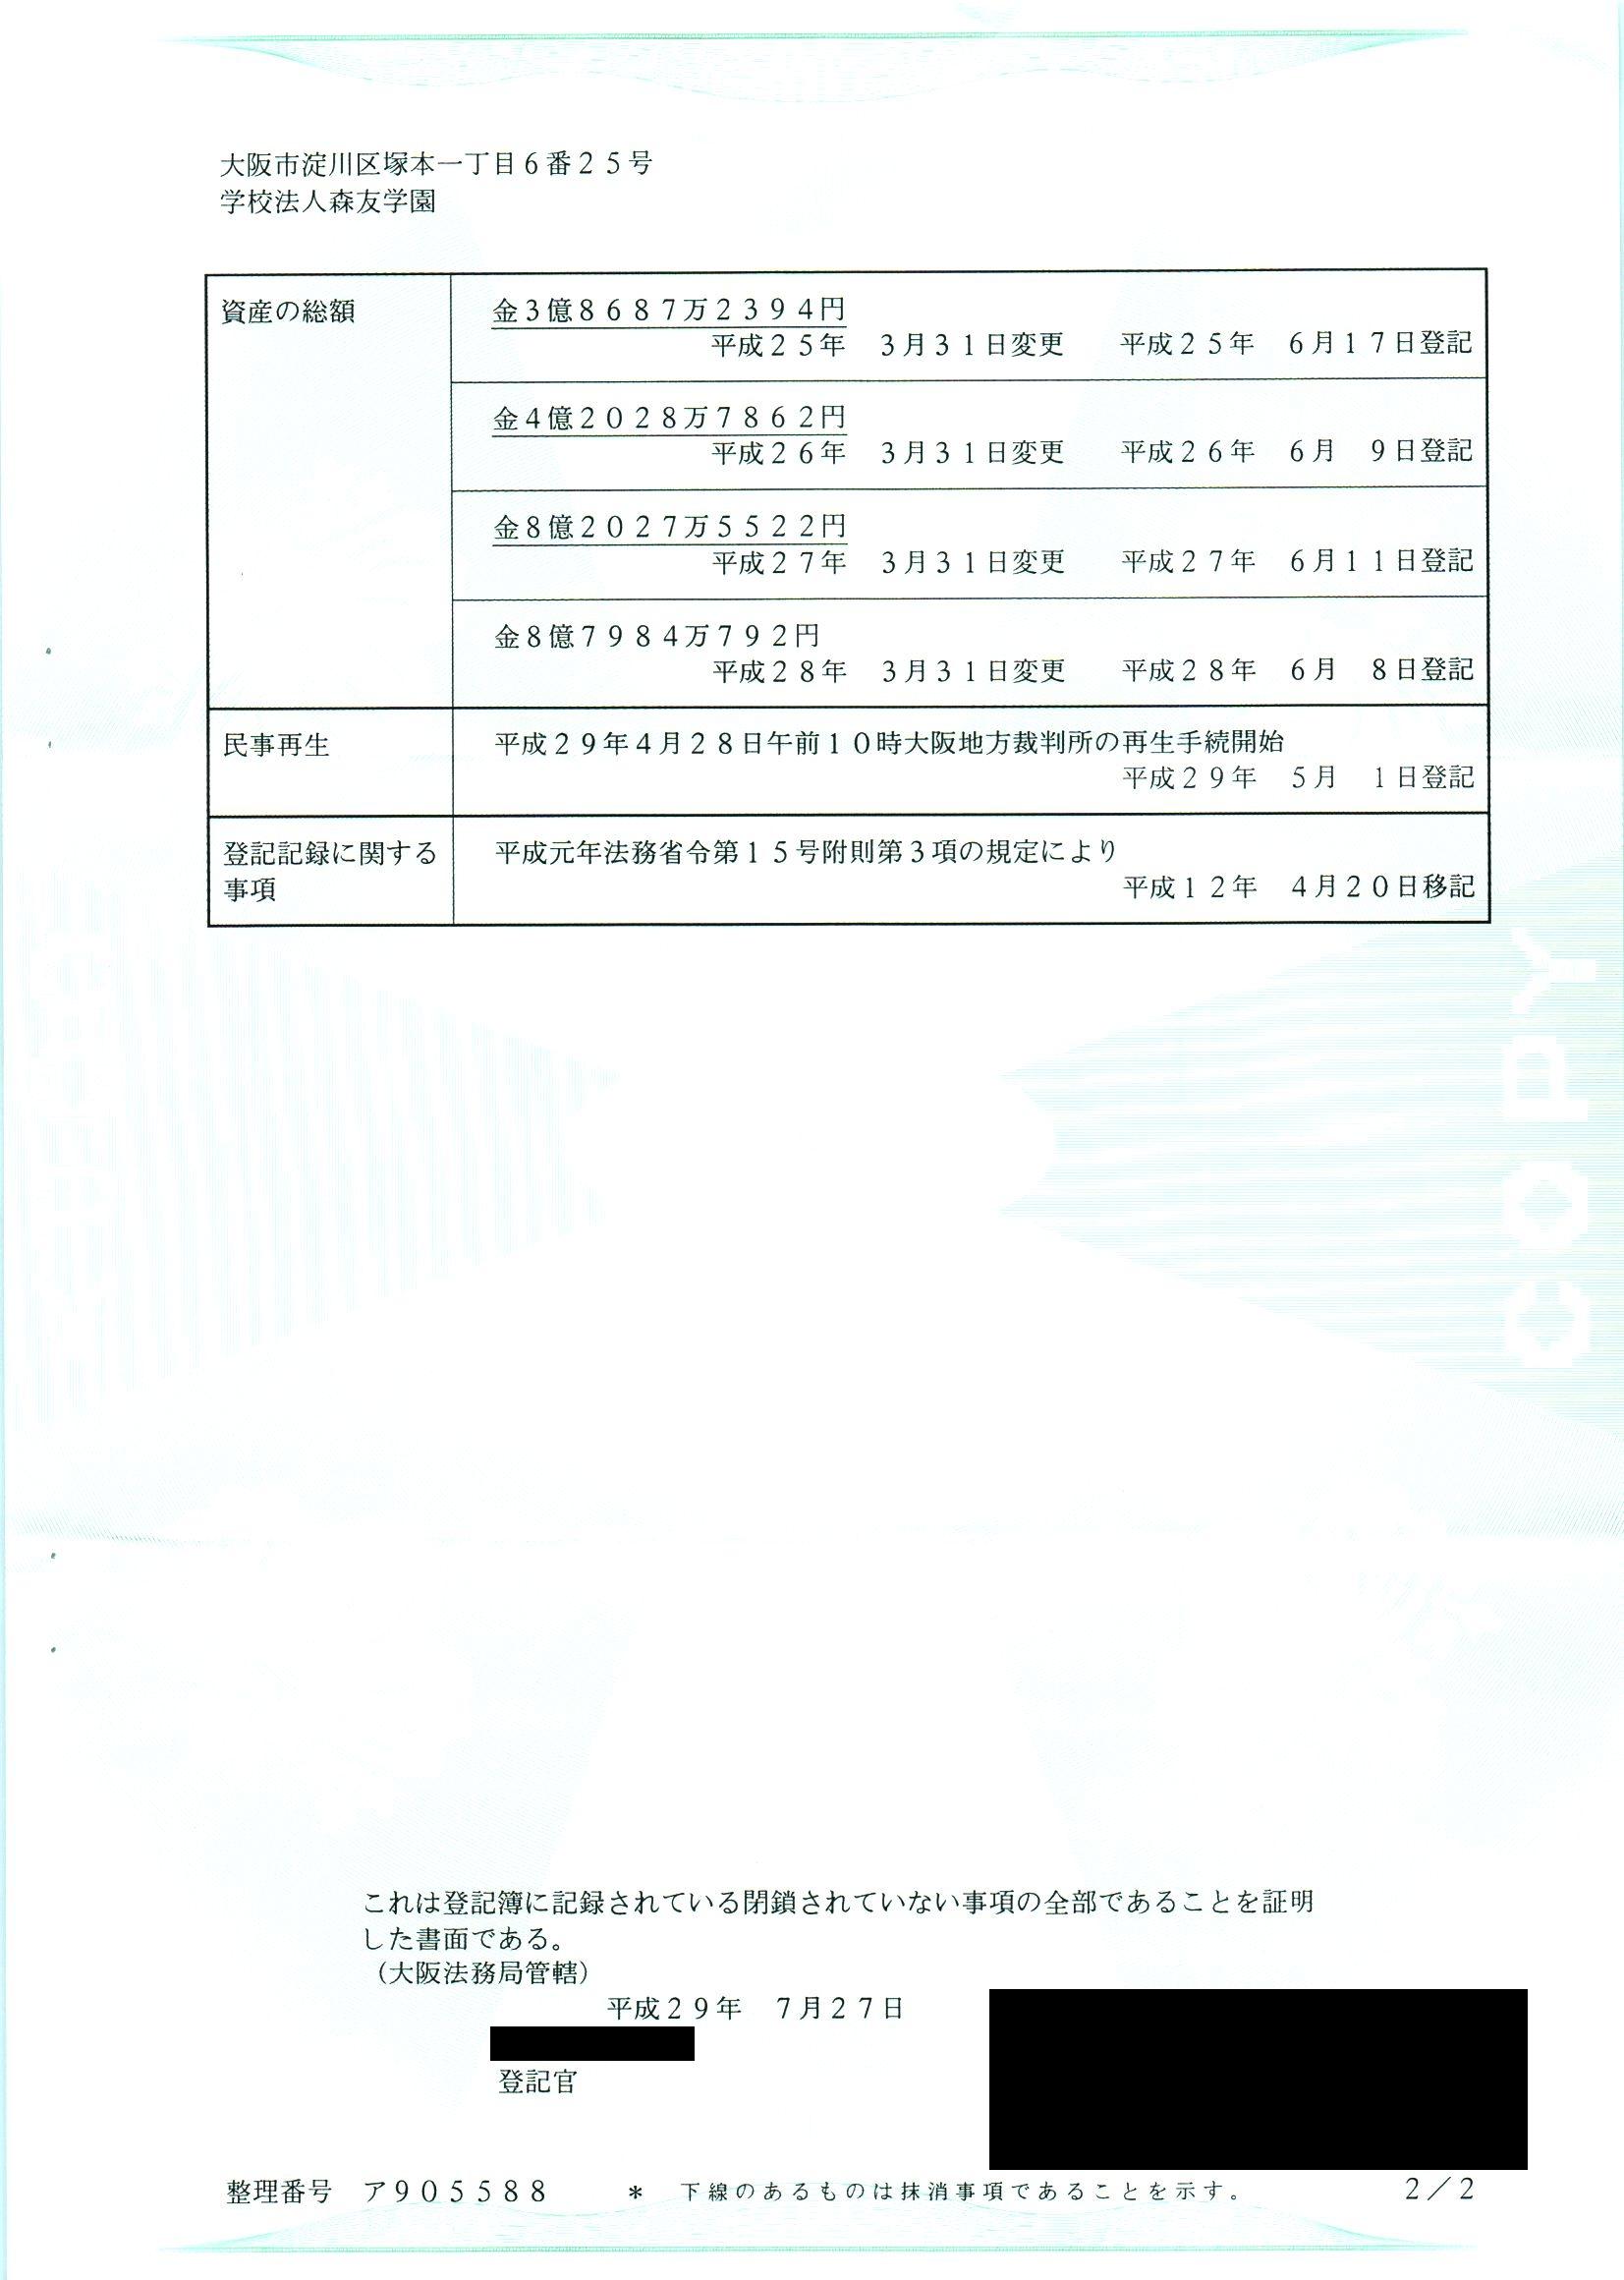 大阪市淀川区塚本一丁目６番２５号
学校法人森友学園
資産の総額
金３億８６８７万２３９４円
平成２５年　３月３１日変更　　平成２５年　６月１７日登記
金４億２０２８万７８６２円
平成２６年　３月３１日変更　　平成２６年　６月　９日登記
金８億２０２７万５５２２円
平成２７年　３月３１日変更　　平成２７年　６月１１日登記
金８億７９８４万７９２円
平成２８年　３月３１日変更　　平成２８年　６月　８日登記
民事再生
平成２９年４月２８日午前１０時大阪地方裁判所の再生手続開始
平成２９年　５月　１日登記
登記記録に関する
事項
平成元年法務省令第１５号附則第３項の規定により
平成１２年　４月２０日移記
COPY
これは登記簿に記録されている閉鎖されていない事項の全部であることを証明
した書面である。
（大阪法務局管轄）
平成２９年　７月２７日
登記官
整理番号　ア９０５５８８　　＊　下線のあるものは抹消事項であることを示す。　　２／２